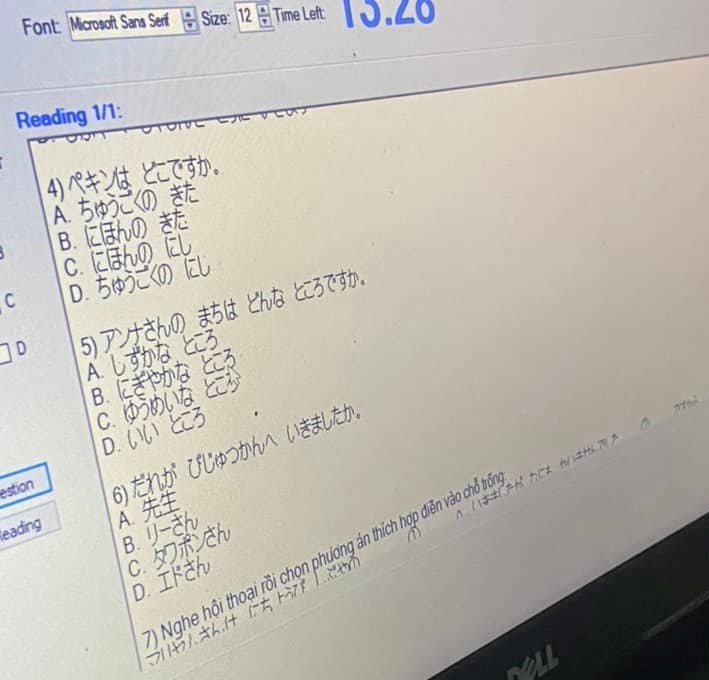 Font: Microsoft Sans Serif Size: 12 Time Left:
Reading 1/1:
4) ペキンは どこですか。
A. ちゅうごくの きた
B. にほんの きた
C. にほんの にし
D. ちゅうごくの にし
C
D
5) アンナさんの まちは どんな ところですか。
A. しずかな ところ
B. にぎやかな ところ
C. ゆうめいな ところ
D. いい ところ
6) だれが びじゅつかんへ いきましたか。
A. 先生
B. リーさん
C. タワポンさん
D. エドさん
estion
leading
7) Nghe hội thoại rồi chọn phương án thích hợp điền vào chỗ trống:
DELL